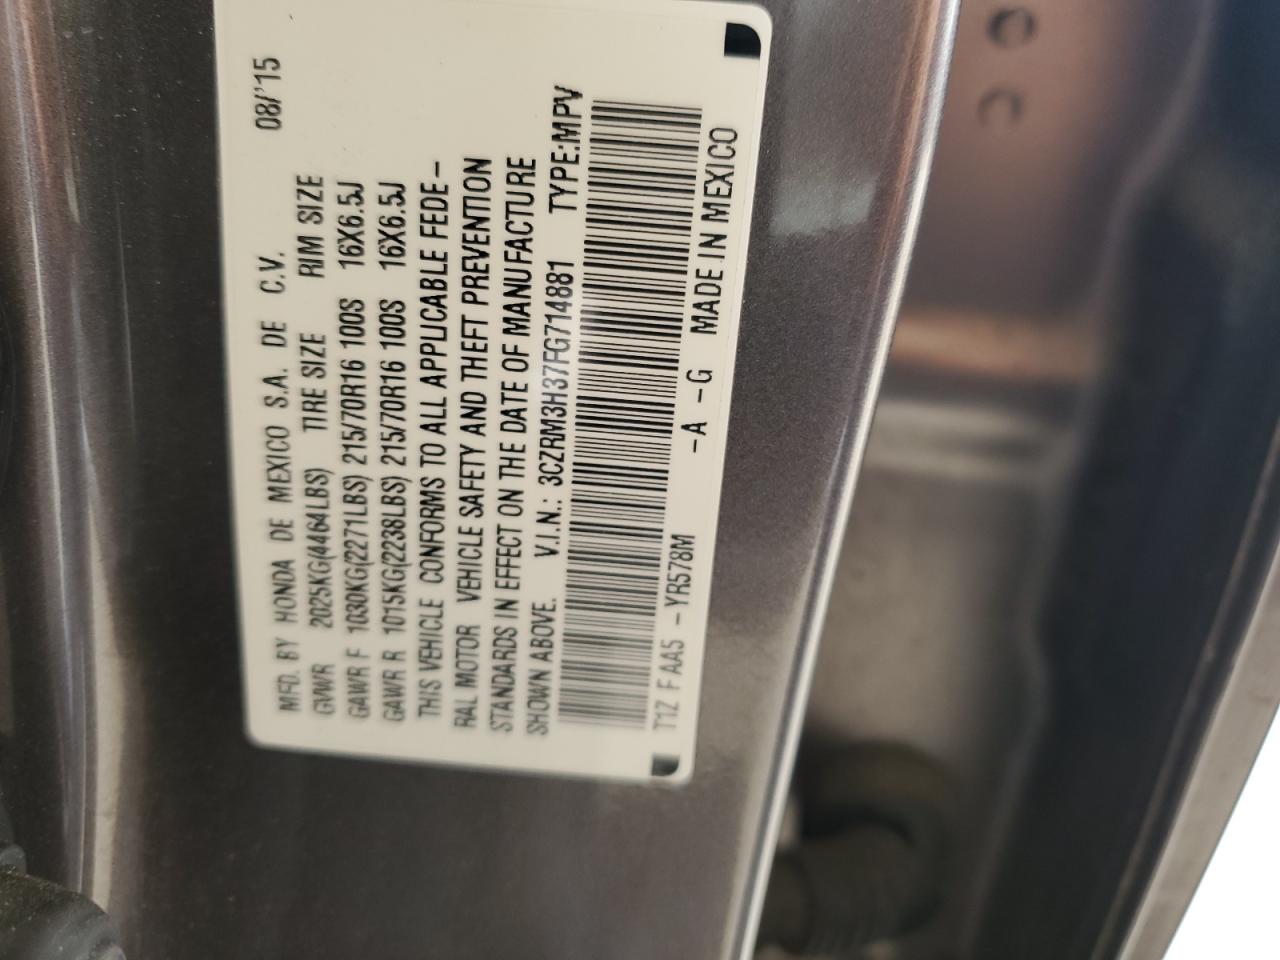 MFD. BY HONDA DE MEXICO S.A. DE C.V. 08/'15
GVWR 2025KG(4464LBS) TIRE SIZE RIM SIZE
GAWR F 1030KG(2271LBS) 215/70R16 100S 16X6.5J
GAWR R 1015KG(2238LBS) 215/70R16 100S 16X6.5J
THIS VEHICLE CONFORMS TO ALL APPLICABLE FEDE-
RAL MOTOR VEHICLE SAFETY AND THEFT PREVENTION
STANDARDS IN EFFECT ON THE DATE OF MANUFACTURE
SHOWN ABOVE. V.I.N.: 3CZRM3H37FG714881 TYPE:MPV
T1Z F AA5 -YR578M -A -G MADE IN MEXICO